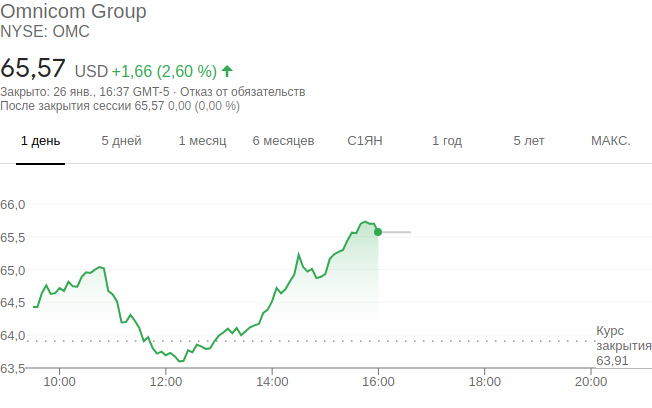 Omnicom Group
NYSE: OMC
65,57 USD +1,66 (2,60 %)
Закрыто: 26 янв., 16:37 GMT-5 · Отказ от обязательств
После закрытия сессии 65,57 0,00 (0,00 %)
1 день 5 дней 1 месяц 6 месяцев С1ЯН 1 год 5 лет МАКС.
66,0
65,5
65,0
64,5
64,0
63,5
Курс
закрытия
63,91
10:00 12:00 14:00 16:00 18:00 20:00